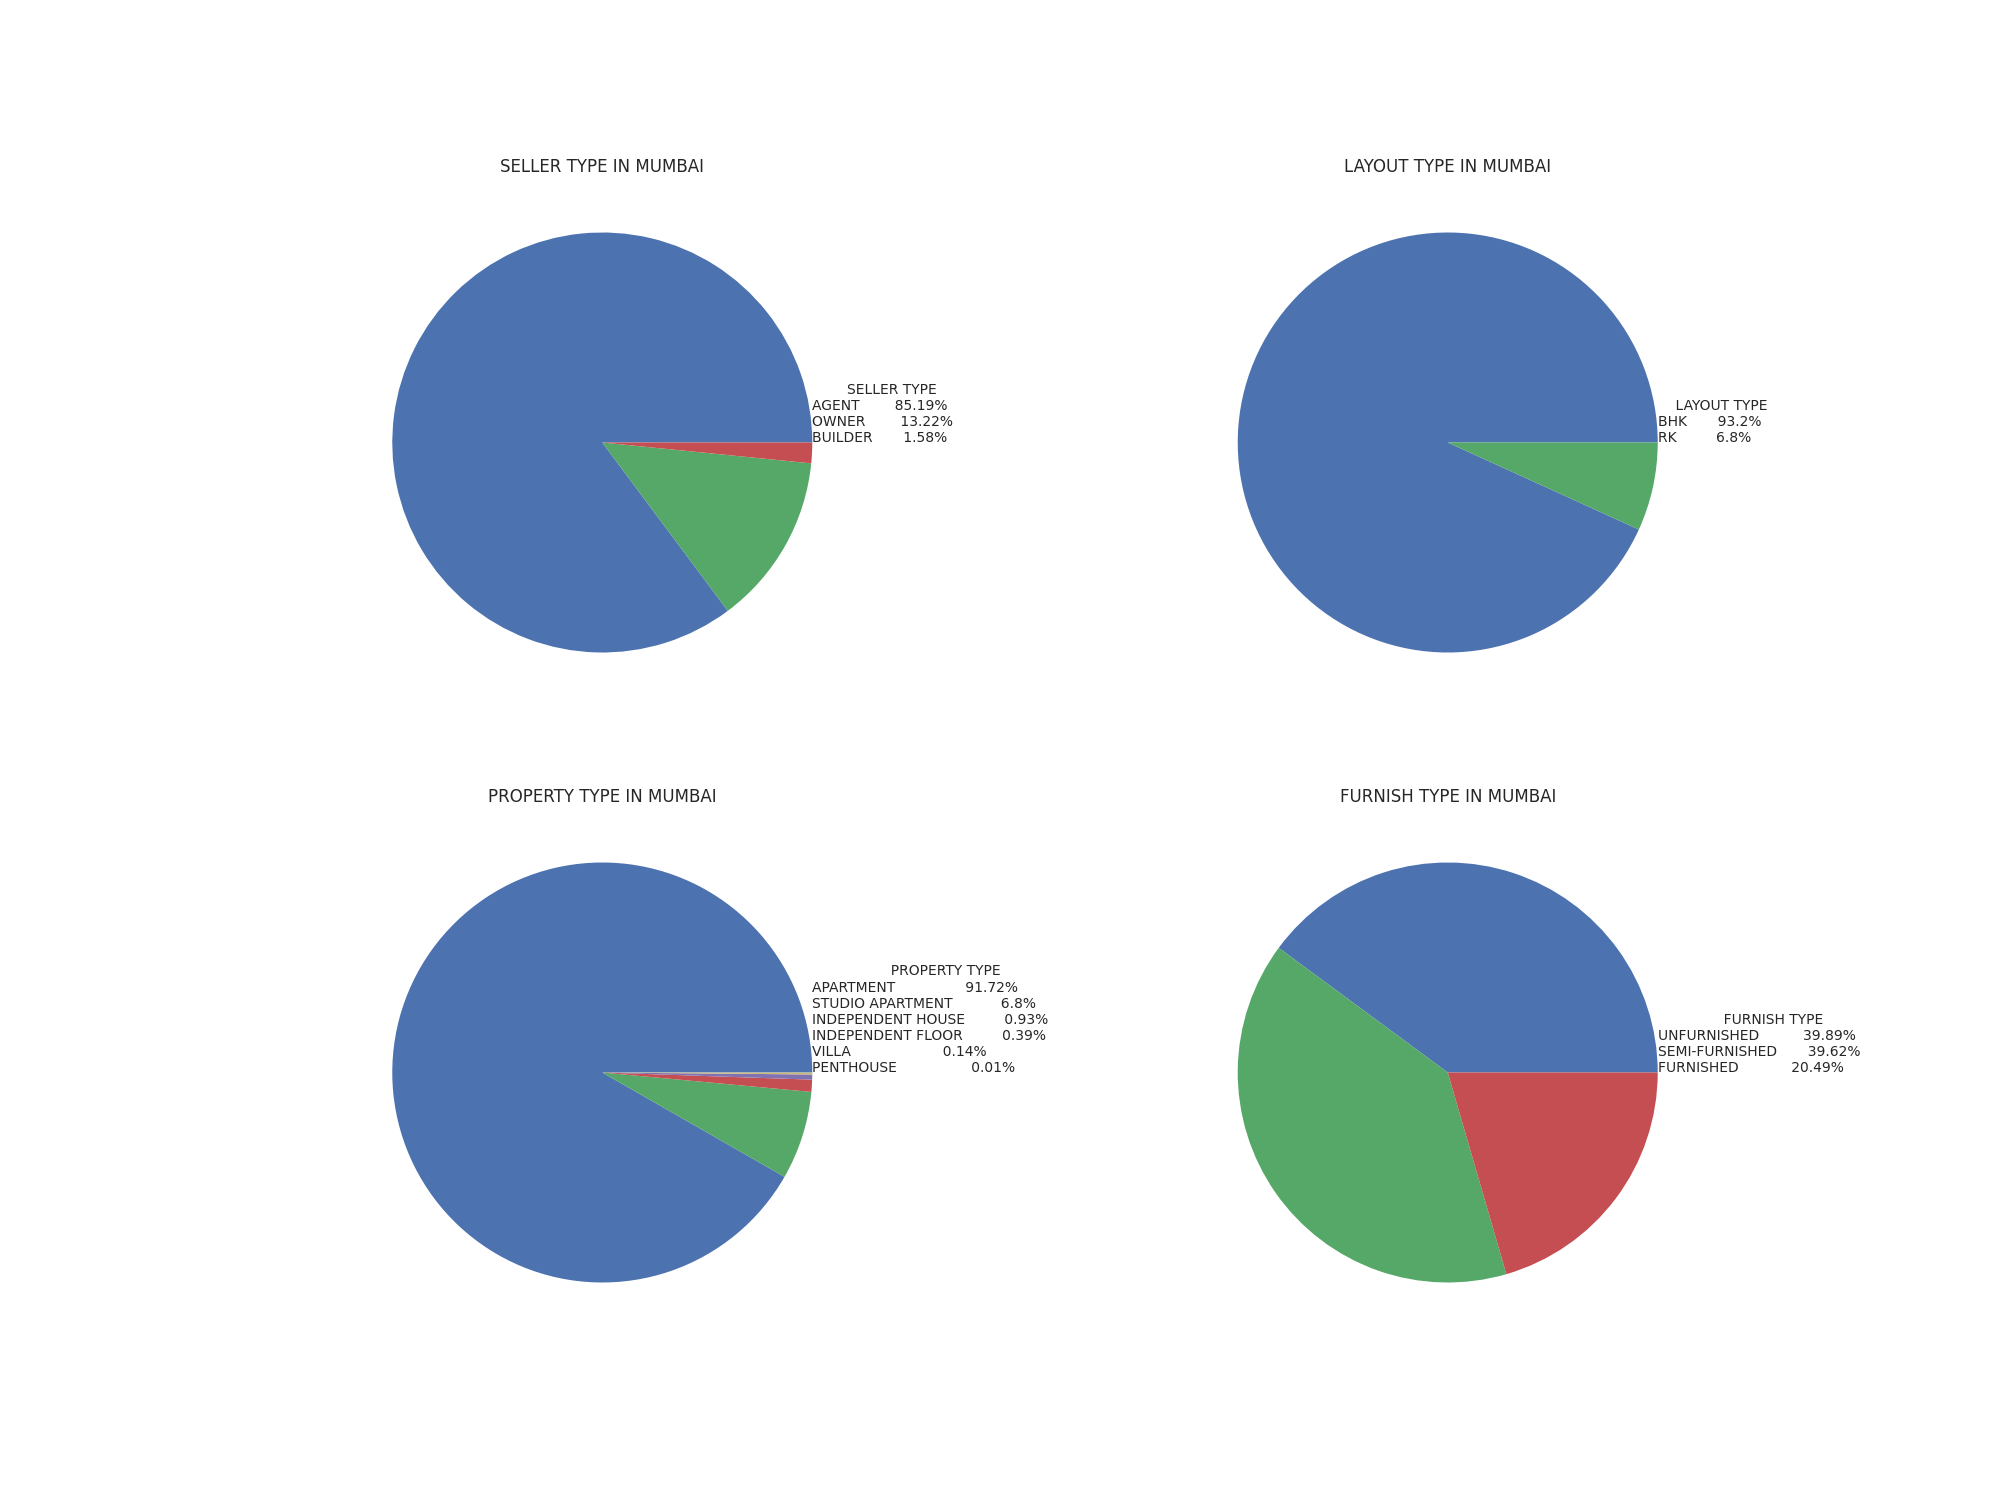 SELLER TYPE IN MUMBAI
SELLER TYPE
AGENT 85.19%
OWNER 13.22%
BUILDER 1.58%
LAYOUT TYPE IN MUMBAI
LAYOUT TYPE
BHK 93.2%
RK 6.8%
PROPERTY TYPE IN MUMBAI
PROPERTY TYPE
APARTMENT 91.72%
STUDIO APARTMENT 6.8%
INDEPENDENT HOUSE 0.93%
INDEPENDENT FLOOR 0.39%
VILLA 0.14%
PENTHOUSE 0.01%
FURNISH TYPE IN MUMBAI
FURNISH TYPE
UNFURNISHED 39.89%
SEMI-FURNISHED 39.62%
FURNISHED 20.49%